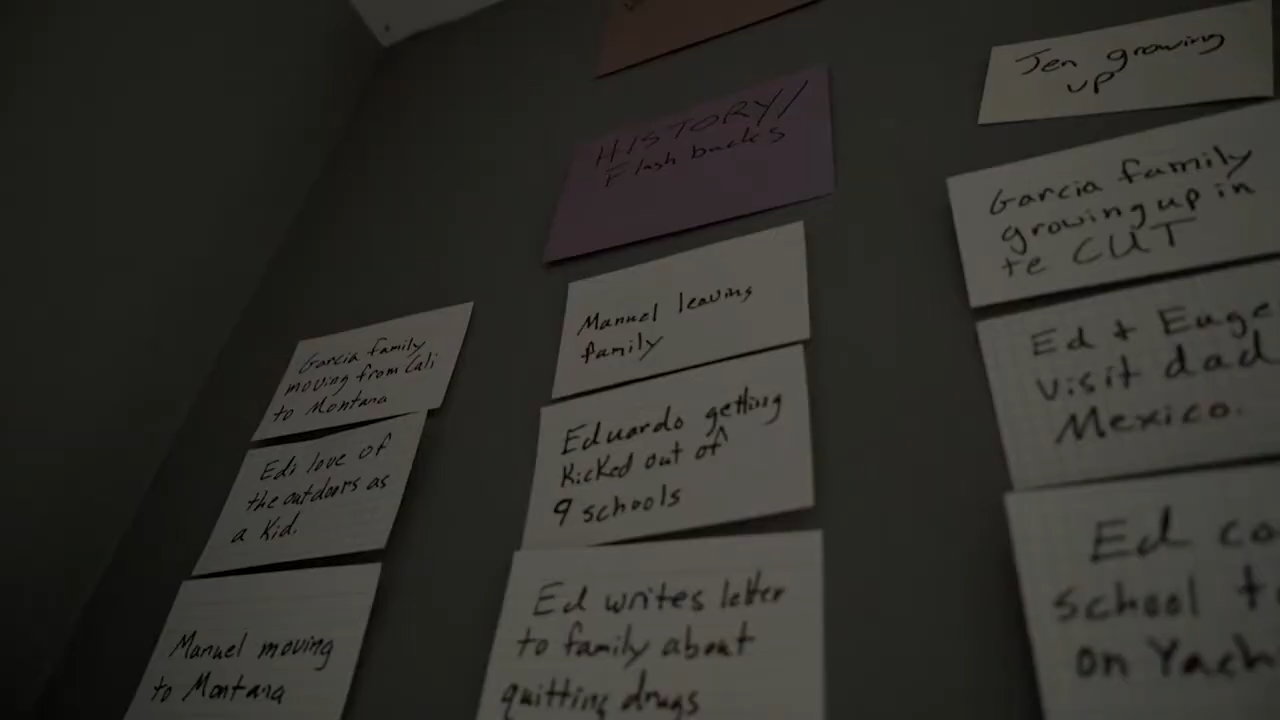 HISTORY/
Flash backs
Garcia family
moving from Cali
to Montana
Eds love of
the outdoors as
a Kid.
Manuel moving
to Montana
Manuel leaving
family
Eduardo getting
Kicked out of ^
9 schools
Ed writes letter
to family about
quitting drugs
Jen growing
up
Garcia family
growing up in
te CUT
Ed + Euge
visit dad
Mexico.
Ed co
school t
on Yach